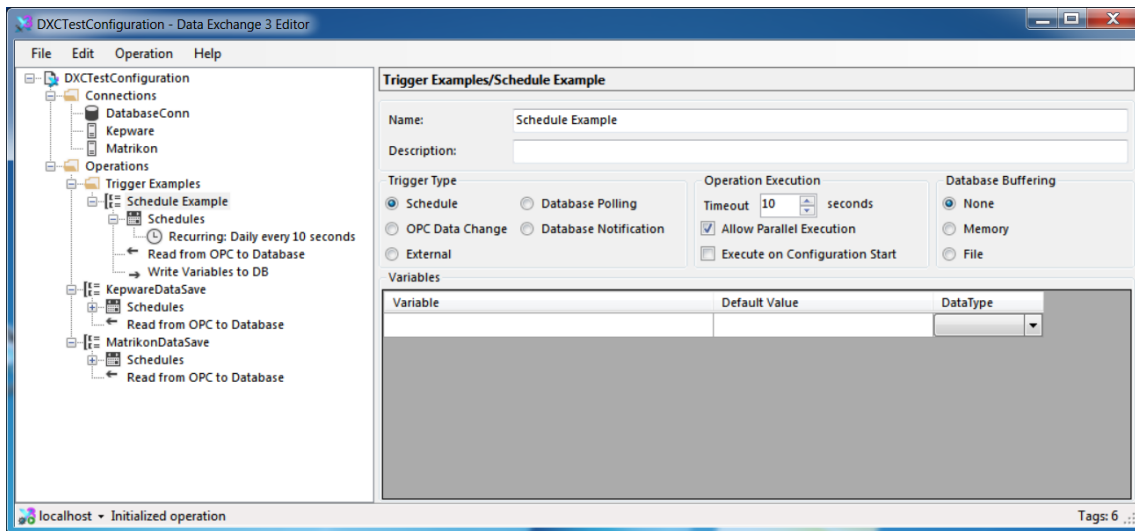 DXCTestConfiguration - Data Exchange 3 Editor
File Edit Operation Help
DXCTestConfiguration
Connections
DatabaseConn
Kepware
Matrikon
Operations
Trigger Examples
Schedule Example
Schedules
Recurring: Daily every 10 seconds
Read from OPC to Database
Write Variables to DB
KepwareDataSave
Schedules
Read from OPC to Database
MatrikonDataSave
Schedules
Read from OPC to Database
Trigger Examples/Schedule Example
Name: Schedule Example
Description:
Trigger Type
Schedule Database Polling
OPC Data Change Database Notification
External
Operation Execution
Timeout 10 seconds
Allow Parallel Execution
Execute on Configuration Start
Database Buffering
None
Memory
File
Variables
Variable Default Value DataType
localhost Initialized operation Tags: 6